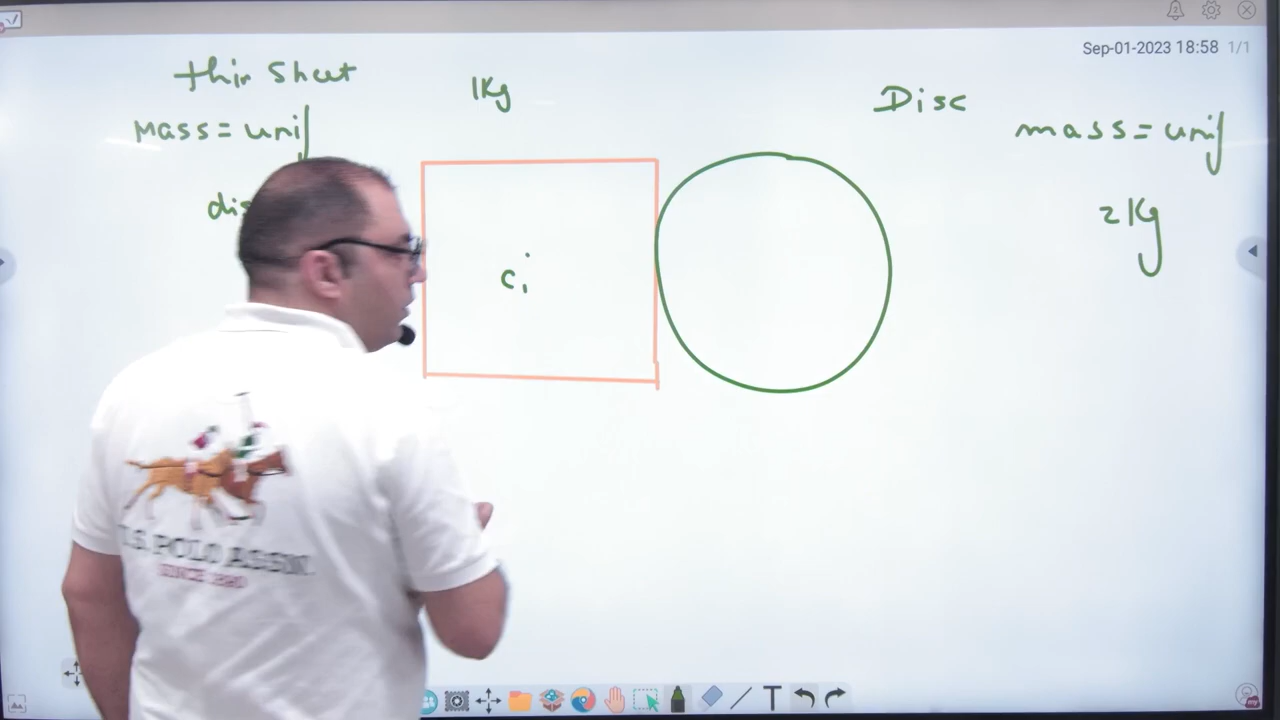 Sep-01-2023 18:58 1/1
thin Sheet
1Kg
Disc
Mass = unif
mass = unif
2Kg
C1
U.S. POLO ASSN.
SINCE 1890
T